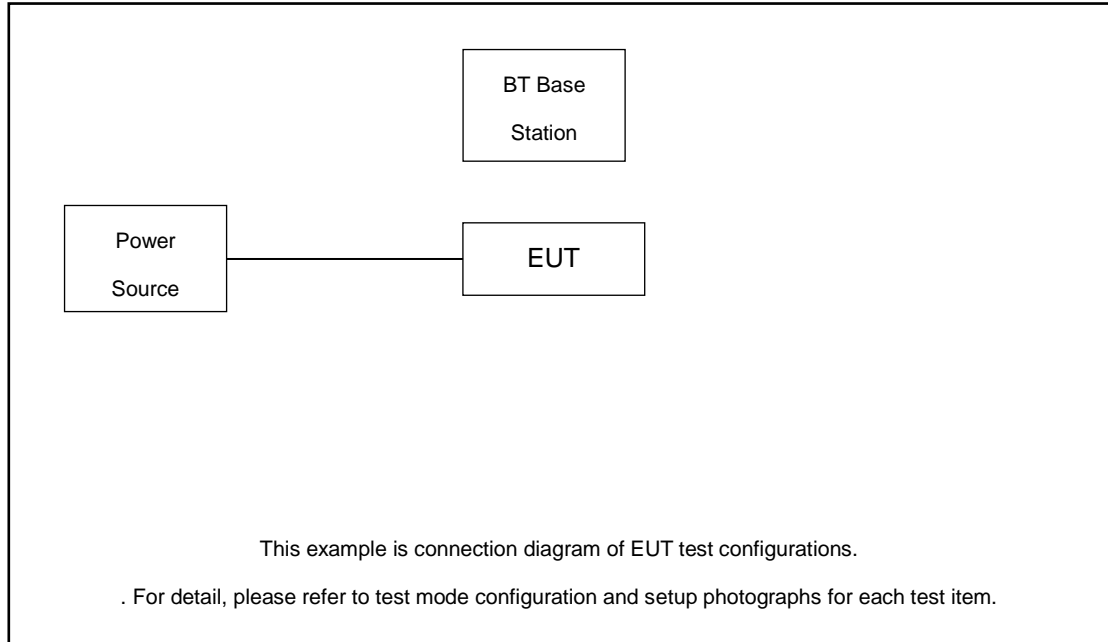 BT Base
Station
Power
Source
EUT
This example is connection diagram of EUT test configurations.
. For detail, please refer to test mode configuration and setup photographs for each test item.